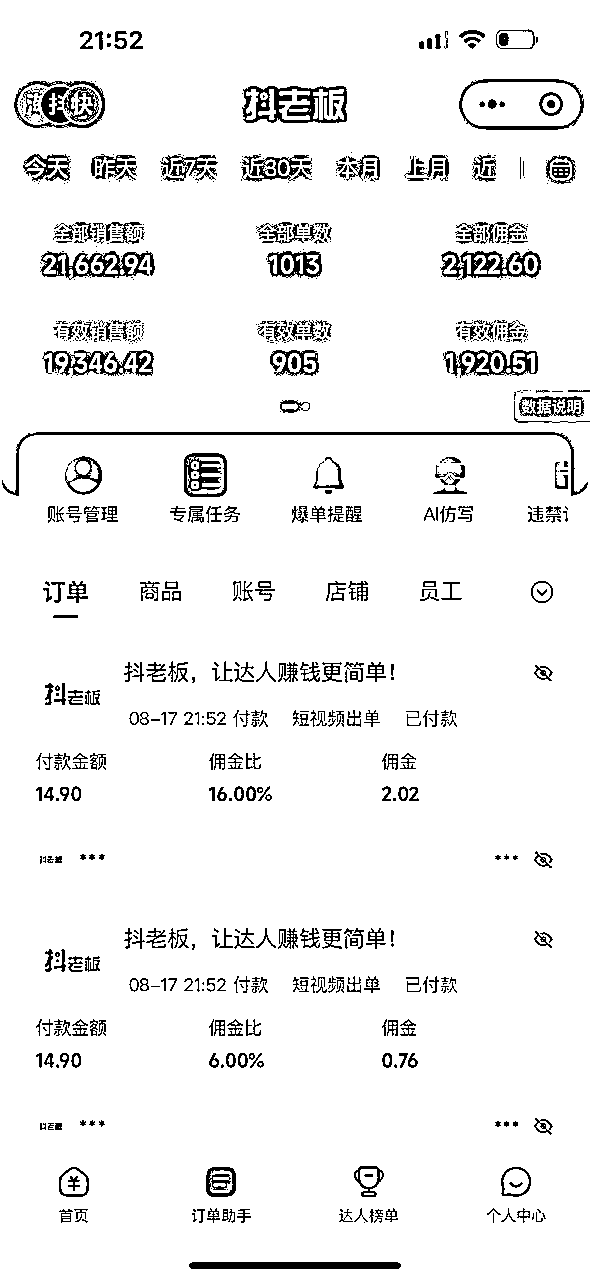 21:52
抖 快 抖老板
今天 昨天 近7天 近30天 本月 上月 近
全部销售额 全部单数 全部佣金
21,662.94 1013 2,122.60
有效销售额 有效单数 有效佣金
19,346.42 905 1,920.51
数据说明
账号管理 专属任务 爆单提醒 AI仿写 违禁
订单 商品 账号 店铺 员工
抖老板，让达人赚钱更简单！
抖老板
08-17 21:52 付款 短视频出单 已付款
付款金额 佣金比 佣金
14.90 16.00% 2.02
抖老板 *** ***
抖老板，让达人赚钱更简单！
抖老板
08-17 21:52 付款 短视频出单 已付款
付款金额 佣金比 佣金
14.90 6.00% 0.76
抖老板 *** ***
首页 订单助手 达人榜单 个人中心